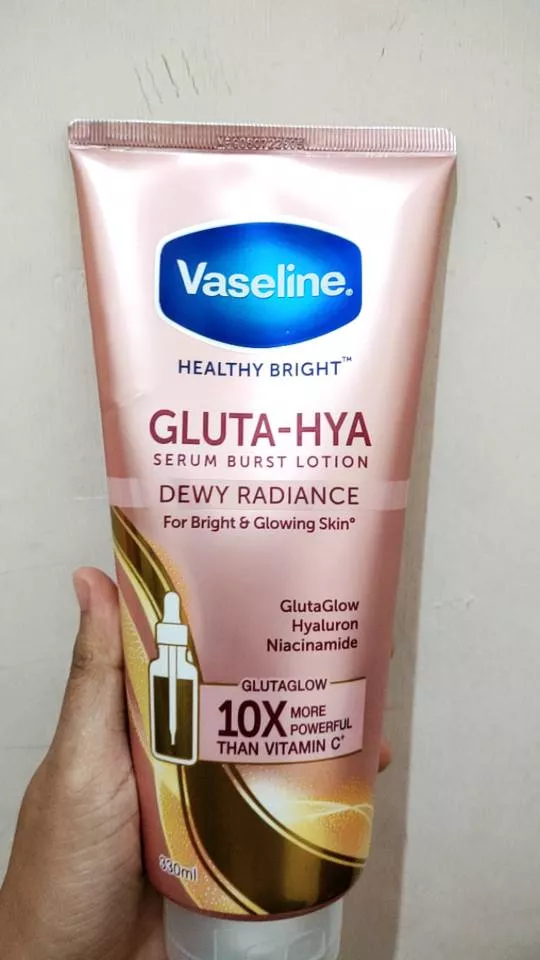 Vaseline.
HEALTHY BRIGHT™
GLUTA-HYA
SERUM BURST LOTION
DEWY RADIANCE
For Bright & Glowing Skin°
GlutaGlow
Hyaluron
Niacinamide
GLUTAGLOW
10X MORE
POWERFUL
THAN VITAMIN C⁺
330ml